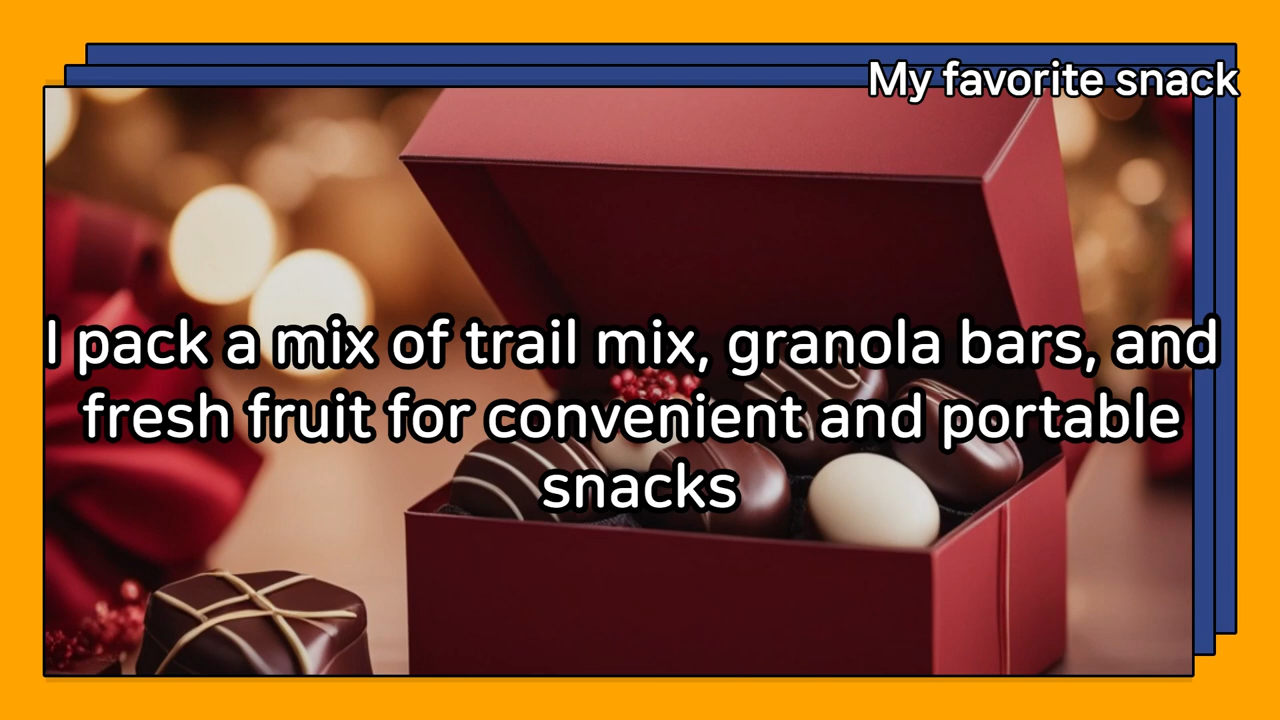 My favorite snack
I pack a mix of trail mix, granola bars, and
fresh fruit for convenient and portable
snacks